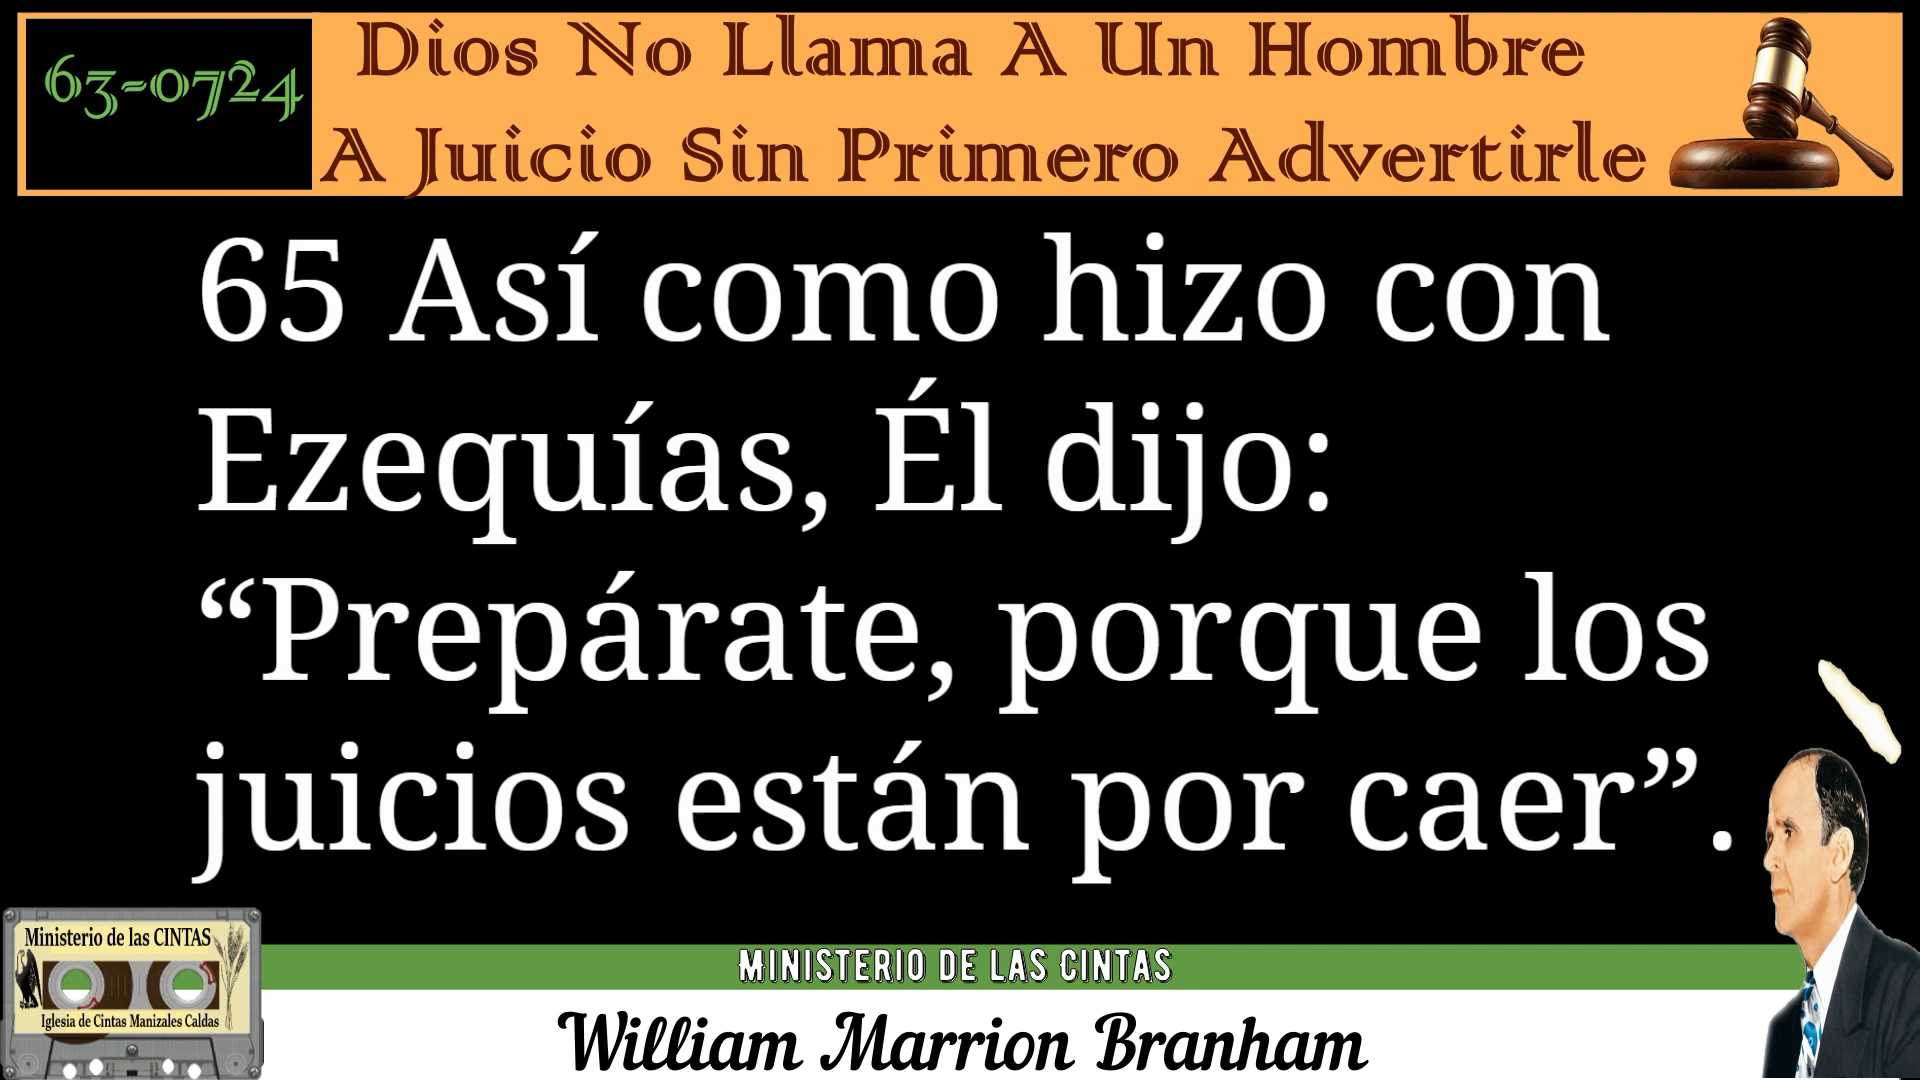 63-0724
Dios No Llama A Un Hombre
A Juicio Sin Primero Advertirle
65 Así como hizo con
Ezequías, Él dijo:
“Prepárate, porque los
juicios están por caer”.
Ministerio de las CINTAS
Iglesia de Cintas Manizales Caldas
MINISTERIO DE LAS CINTAS
William Marrion Branham